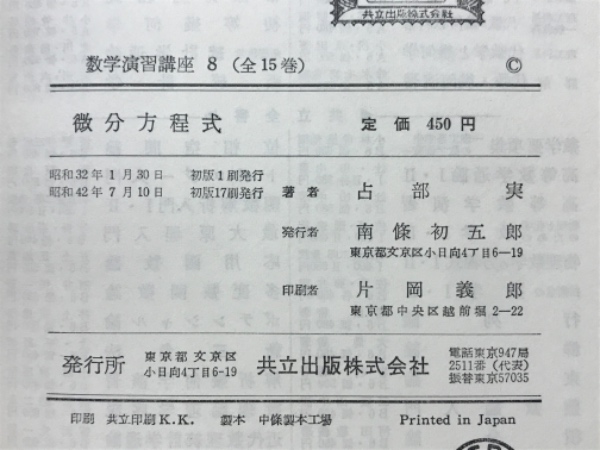 共立出版株式会社
数学演習講座 8 (全15巻) ©
微分方程式 定価 450円
昭和32年1月30日 初版1刷発行
昭和42年7月10日 初版17刷発行
著者 占部 実
発行者 南條初五郎
東京都文京区小日向4丁目6-19
印刷者 片岡義郎
東京都中央区越前堀2-22
発行所 東京都文京区小日向4丁目6-19 共立出版株式会社
電話東京947局
2511番(代表)
振替東京57035
印刷 共立印刷K.K. 製本 中條製本工場 Printed in Japan